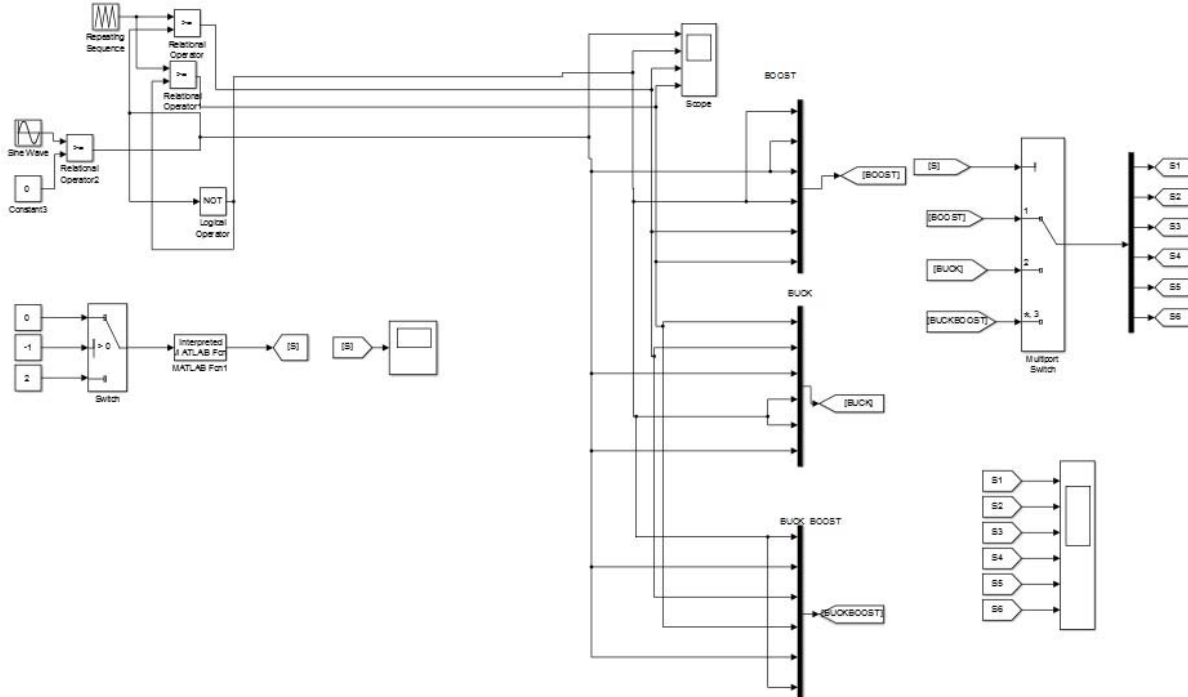 Repeating
Sequence
>=
Relational
Operator
>=
Relational
Operator1
Scope
BOOST
Sine Wave
>=
Relational
Operator2
0
Constant3
NOT
Logical
Operator
[BOOST]
[S]
[BOOST]
1
[BUCK]
2
[BUCKBOOST]
*, 3
Multiport
Switch
S1
S2
S3
S4
S5
S6
BUCK
0
-1
2
> 0
Switch
Interpreted
MATLAB Fcn
MATLAB Fcn1
[S]
[S]
[BUCK]
BUCK BOOST
[BUCKBOOST]
S1
S2
S3
S4
S5
S6